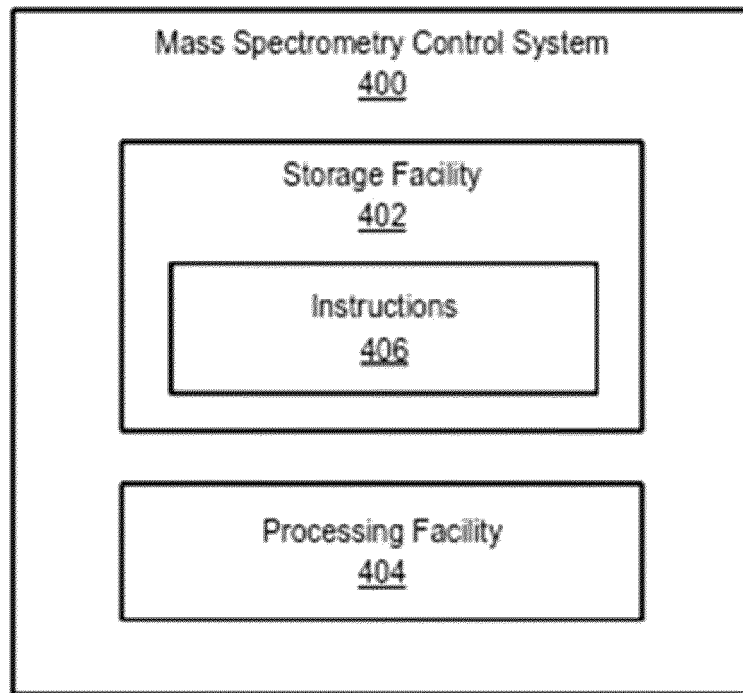 Mass Spectrometry Control System
400
Storage Facility
402
Instructions
406
Processing Facility
404